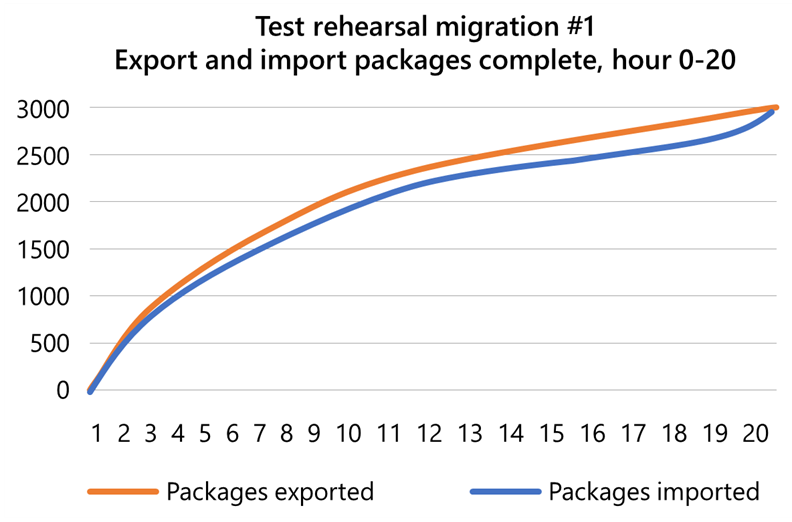 Test rehearsal migration #1
Export and import packages complete, hour 0-20
3000
2500
2000
1500
1000
500
0
1 2 3 4 5 6 7 8 9 10 11 12 13 14 15 16 17 18 19 20
Packages exported Packages imported